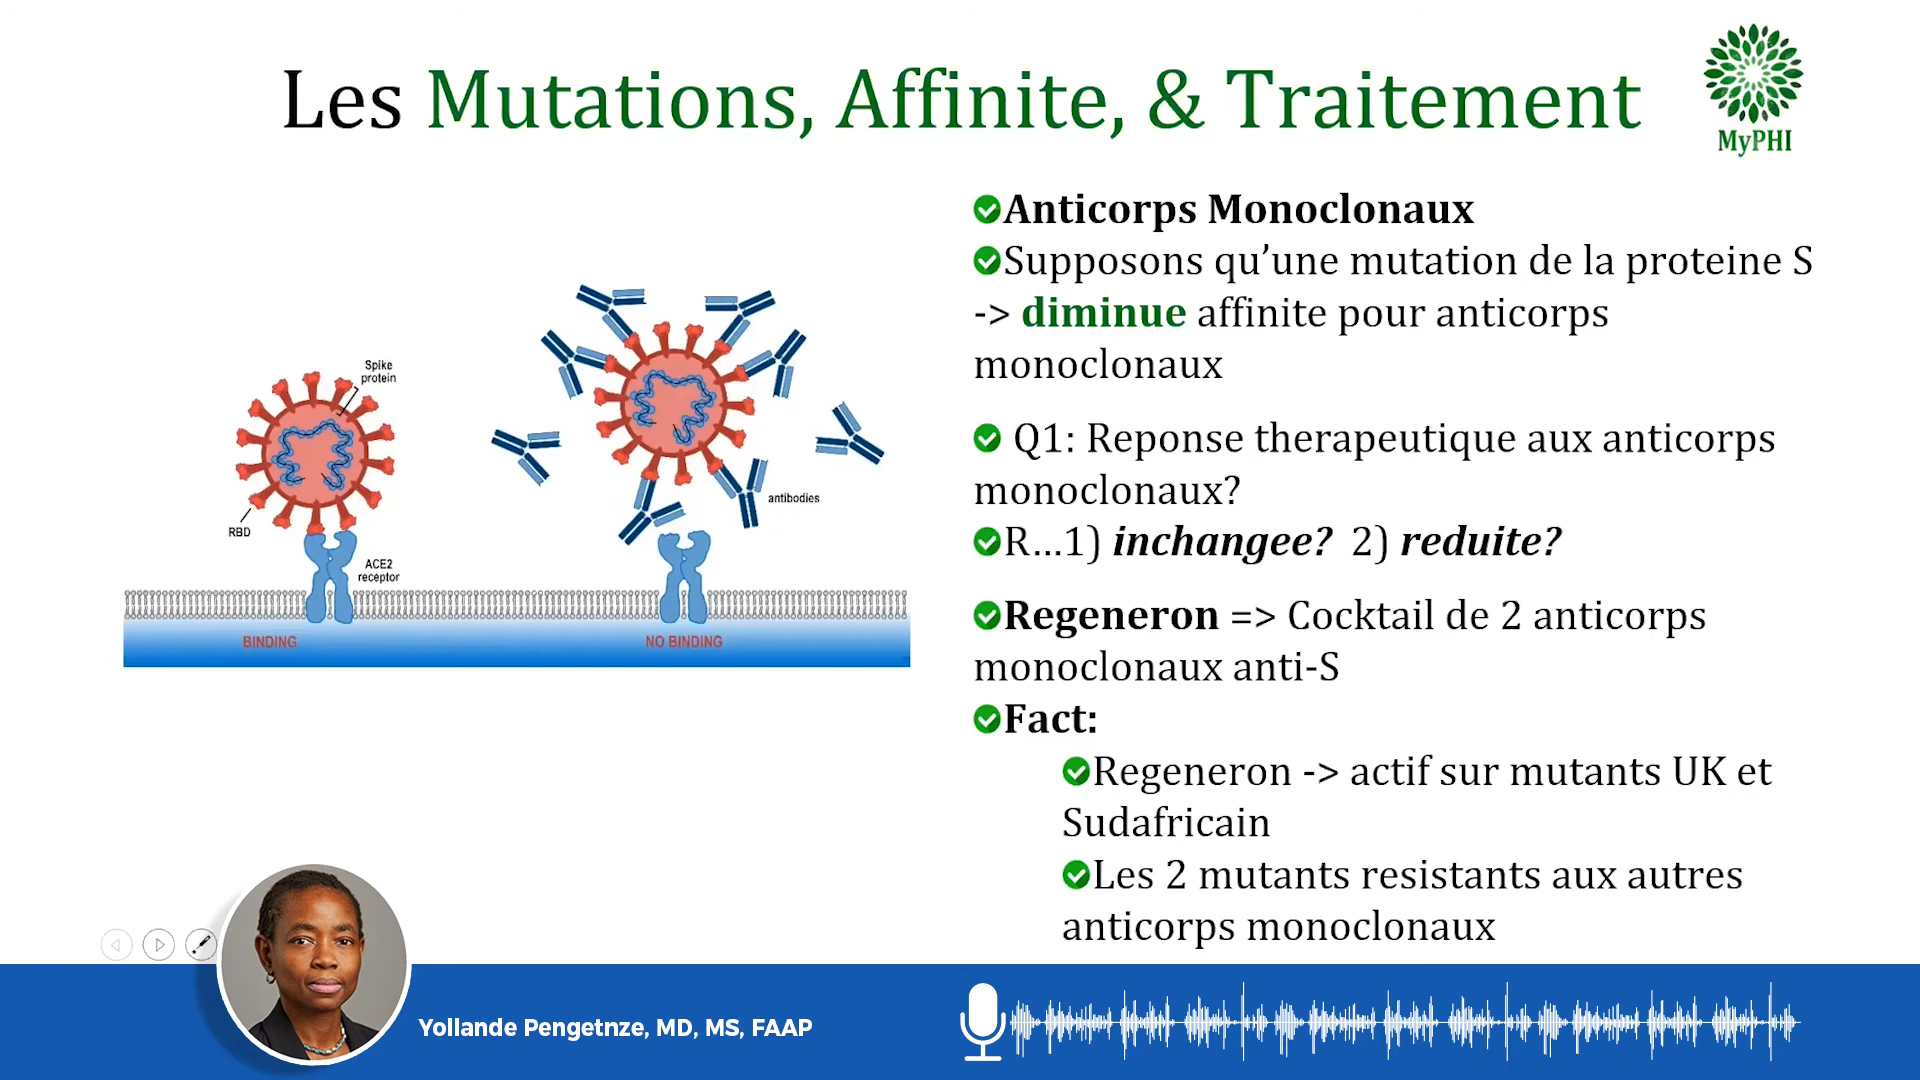 Les Mutations, Affinite, & Traitement
MyPHI
Anticorps Monoclonaux
Supposons qu’une mutation de la proteine S
-> diminue affinite pour anticorps
monoclonaux
Q1: Reponse therapeutique aux anticorps
monoclonaux?
R...1) inchangee? 2) reduite?
Regeneron => Cocktail de 2 anticorps
monoclonaux anti-S
Fact:
Regeneron -> actif sur mutants UK et
Sudafricain
Les 2 mutants resistants aux autres
anticorps monoclonaux
Spike
protein
RBD
ACE2
receptor
BINDING
antibodies
NO BINDING
Yollande Pengetnze, MD, MS, FAAP